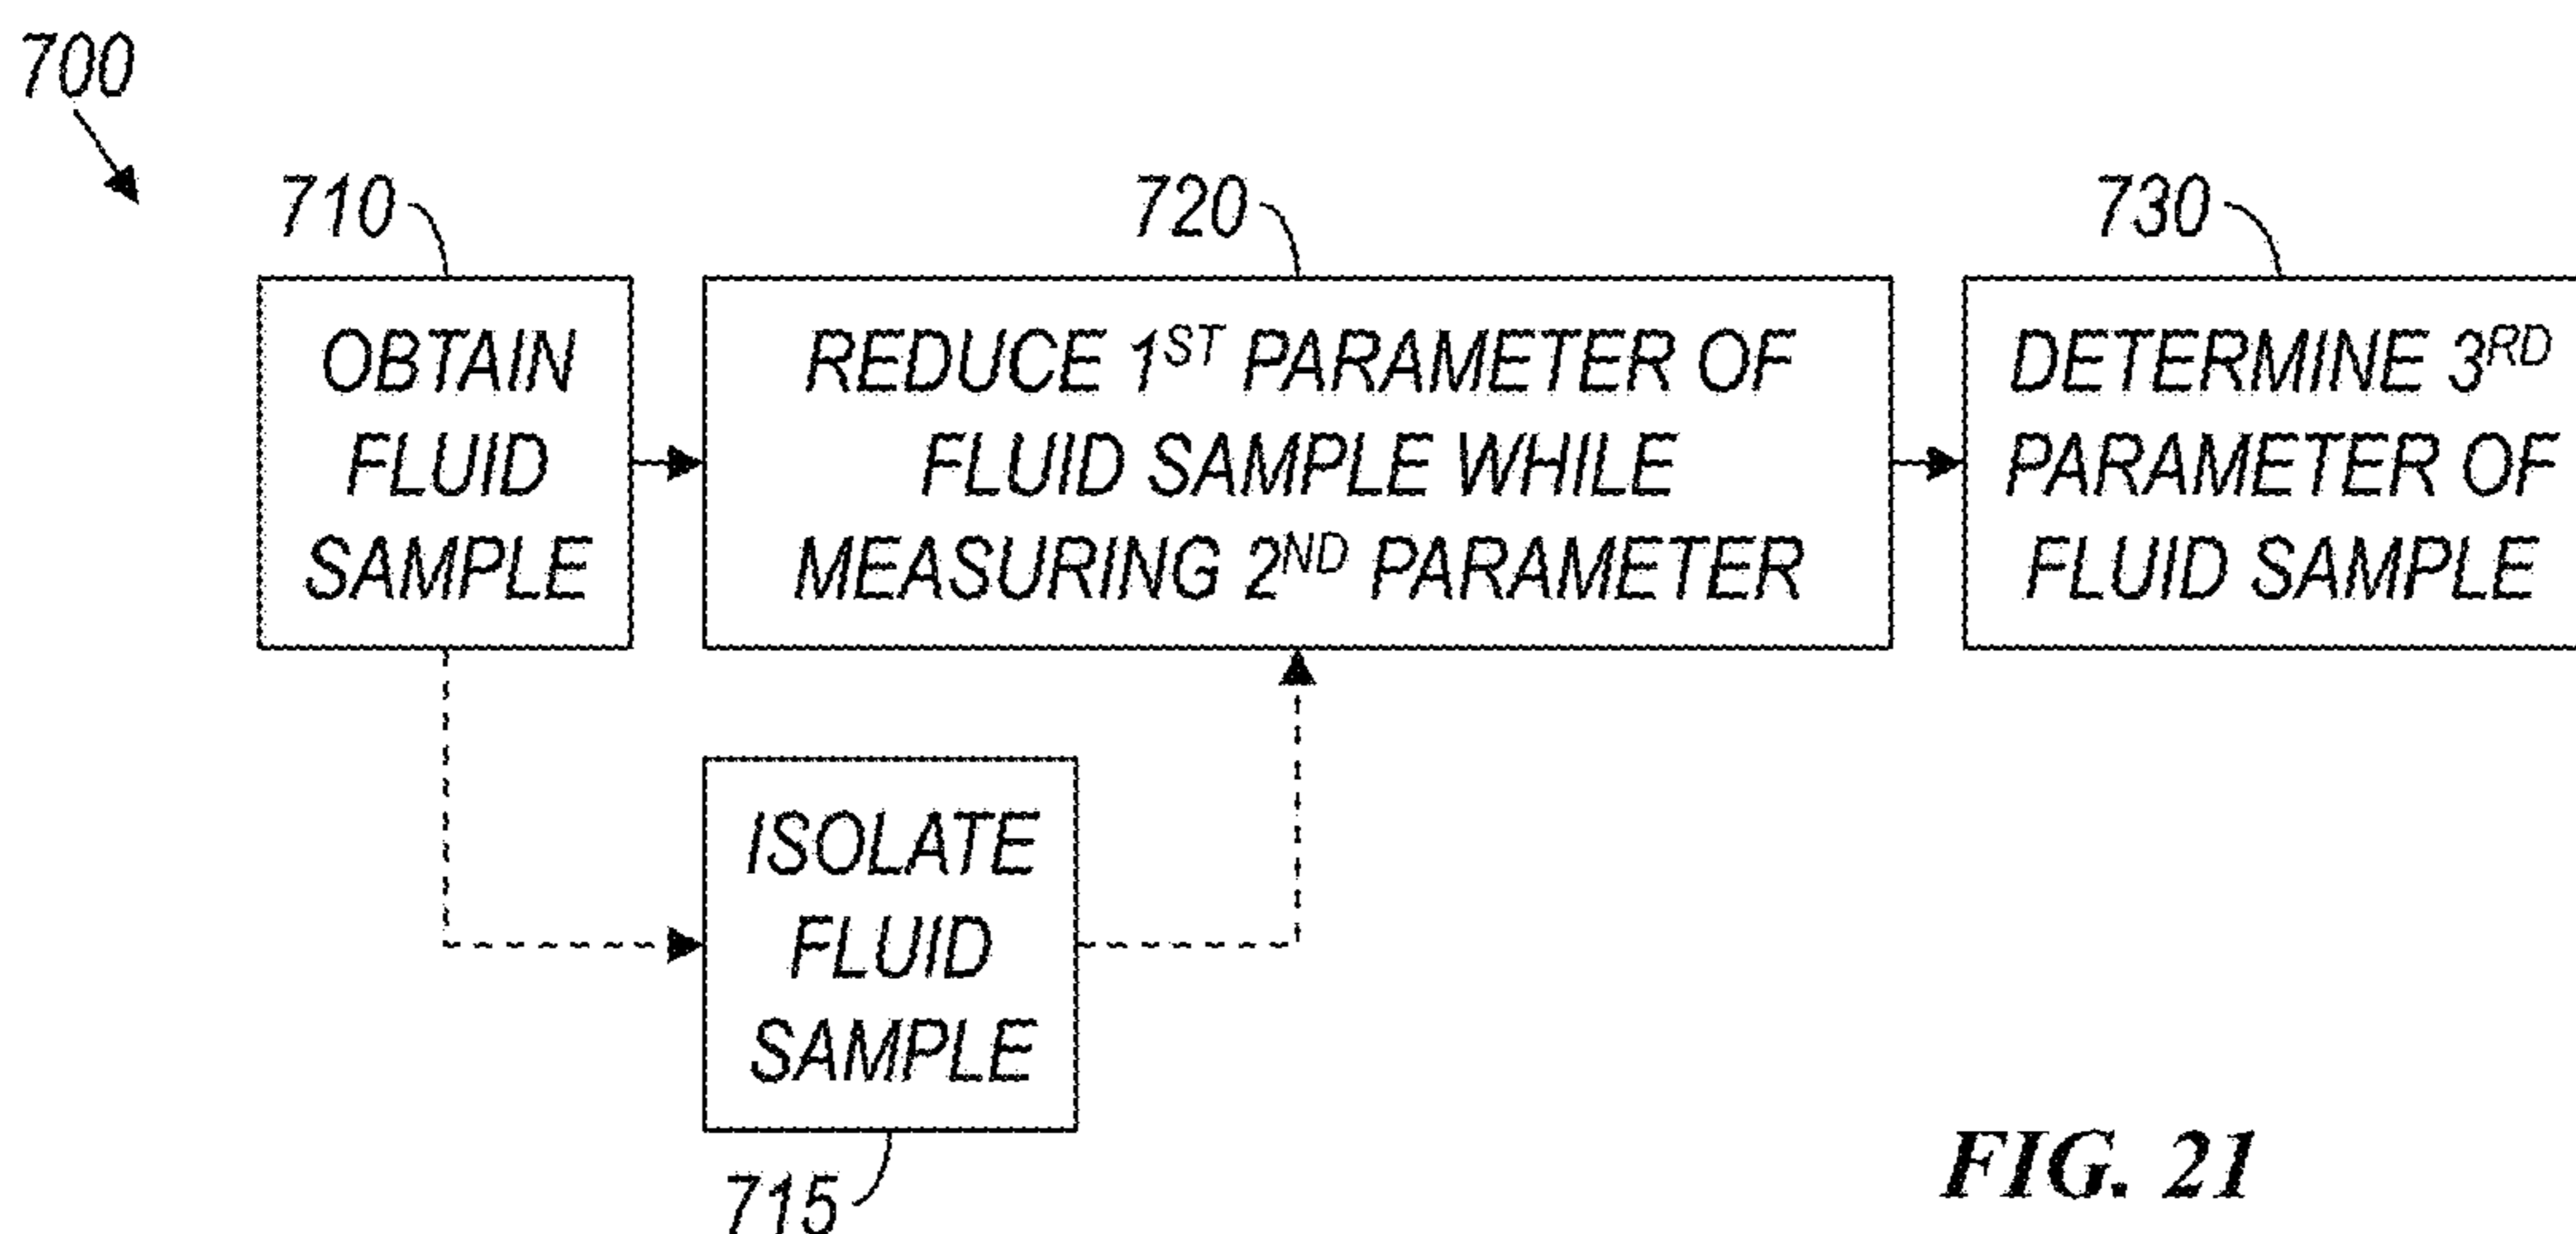 700
710
720
730
OBTAIN
FLUID
SAMPLE
REDUCE 1ST PARAMETER OF
FLUID SAMPLE WHILE
MEASURING 2ND PARAMETER
DETERMINE 3RD
PARAMETER OF
FLUID SAMPLE
ISOLATE
FLUID
SAMPLE
715
FIG. 21